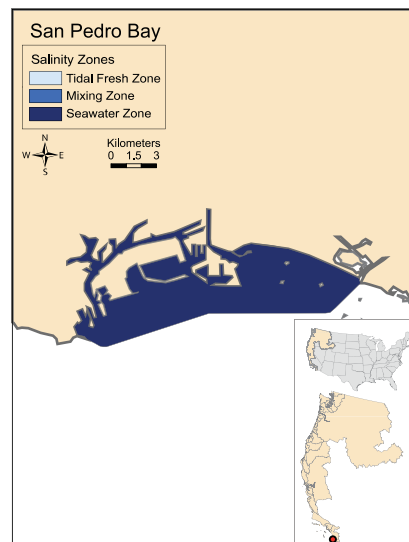 San Pedro Bay
Salinity Zones
Tidal Fresh Zone
Mixing Zone
Seawater Zone
N
W E
S
Kilometers
0 1.5 3